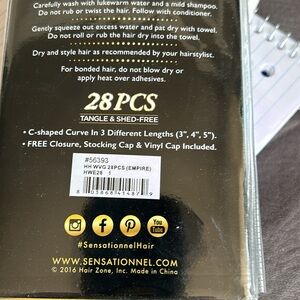 Carefully wash with lukewarm water and a mild shampoo.
Do not rub or twist the hair. Follow with conditioner.
Gently squeeze out excess water and pat dry with towel.
Do not roll or rub the hair dry into the towel.
Dry and style hair as recommended by your hairstylist.
For bonded hair, do not blow dry or
apply heat over adhesives.
28PCS
TANGLE & SHED-FREE
• C-shaped Curve In 3 Different Lengths (3", 4", 5").
• FREE Closure, Stocking Cap & Vinyl Cap Included.
#56393
HH WVG 28PCS (EMPIRE)
HWE28 1
You
Tube
#SensationnelHair
WWW.SENSATIONNEL.COM
© 2016 Hair Zone, Inc. Made in China